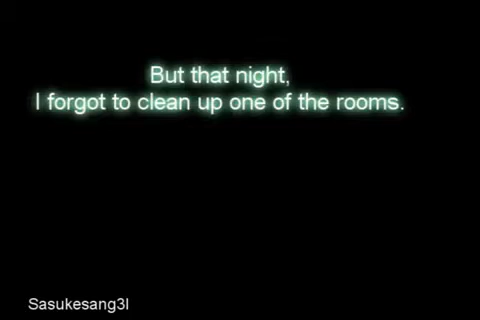 But that night,
I forgot to clean up one of the rooms.
Sasukesang3l